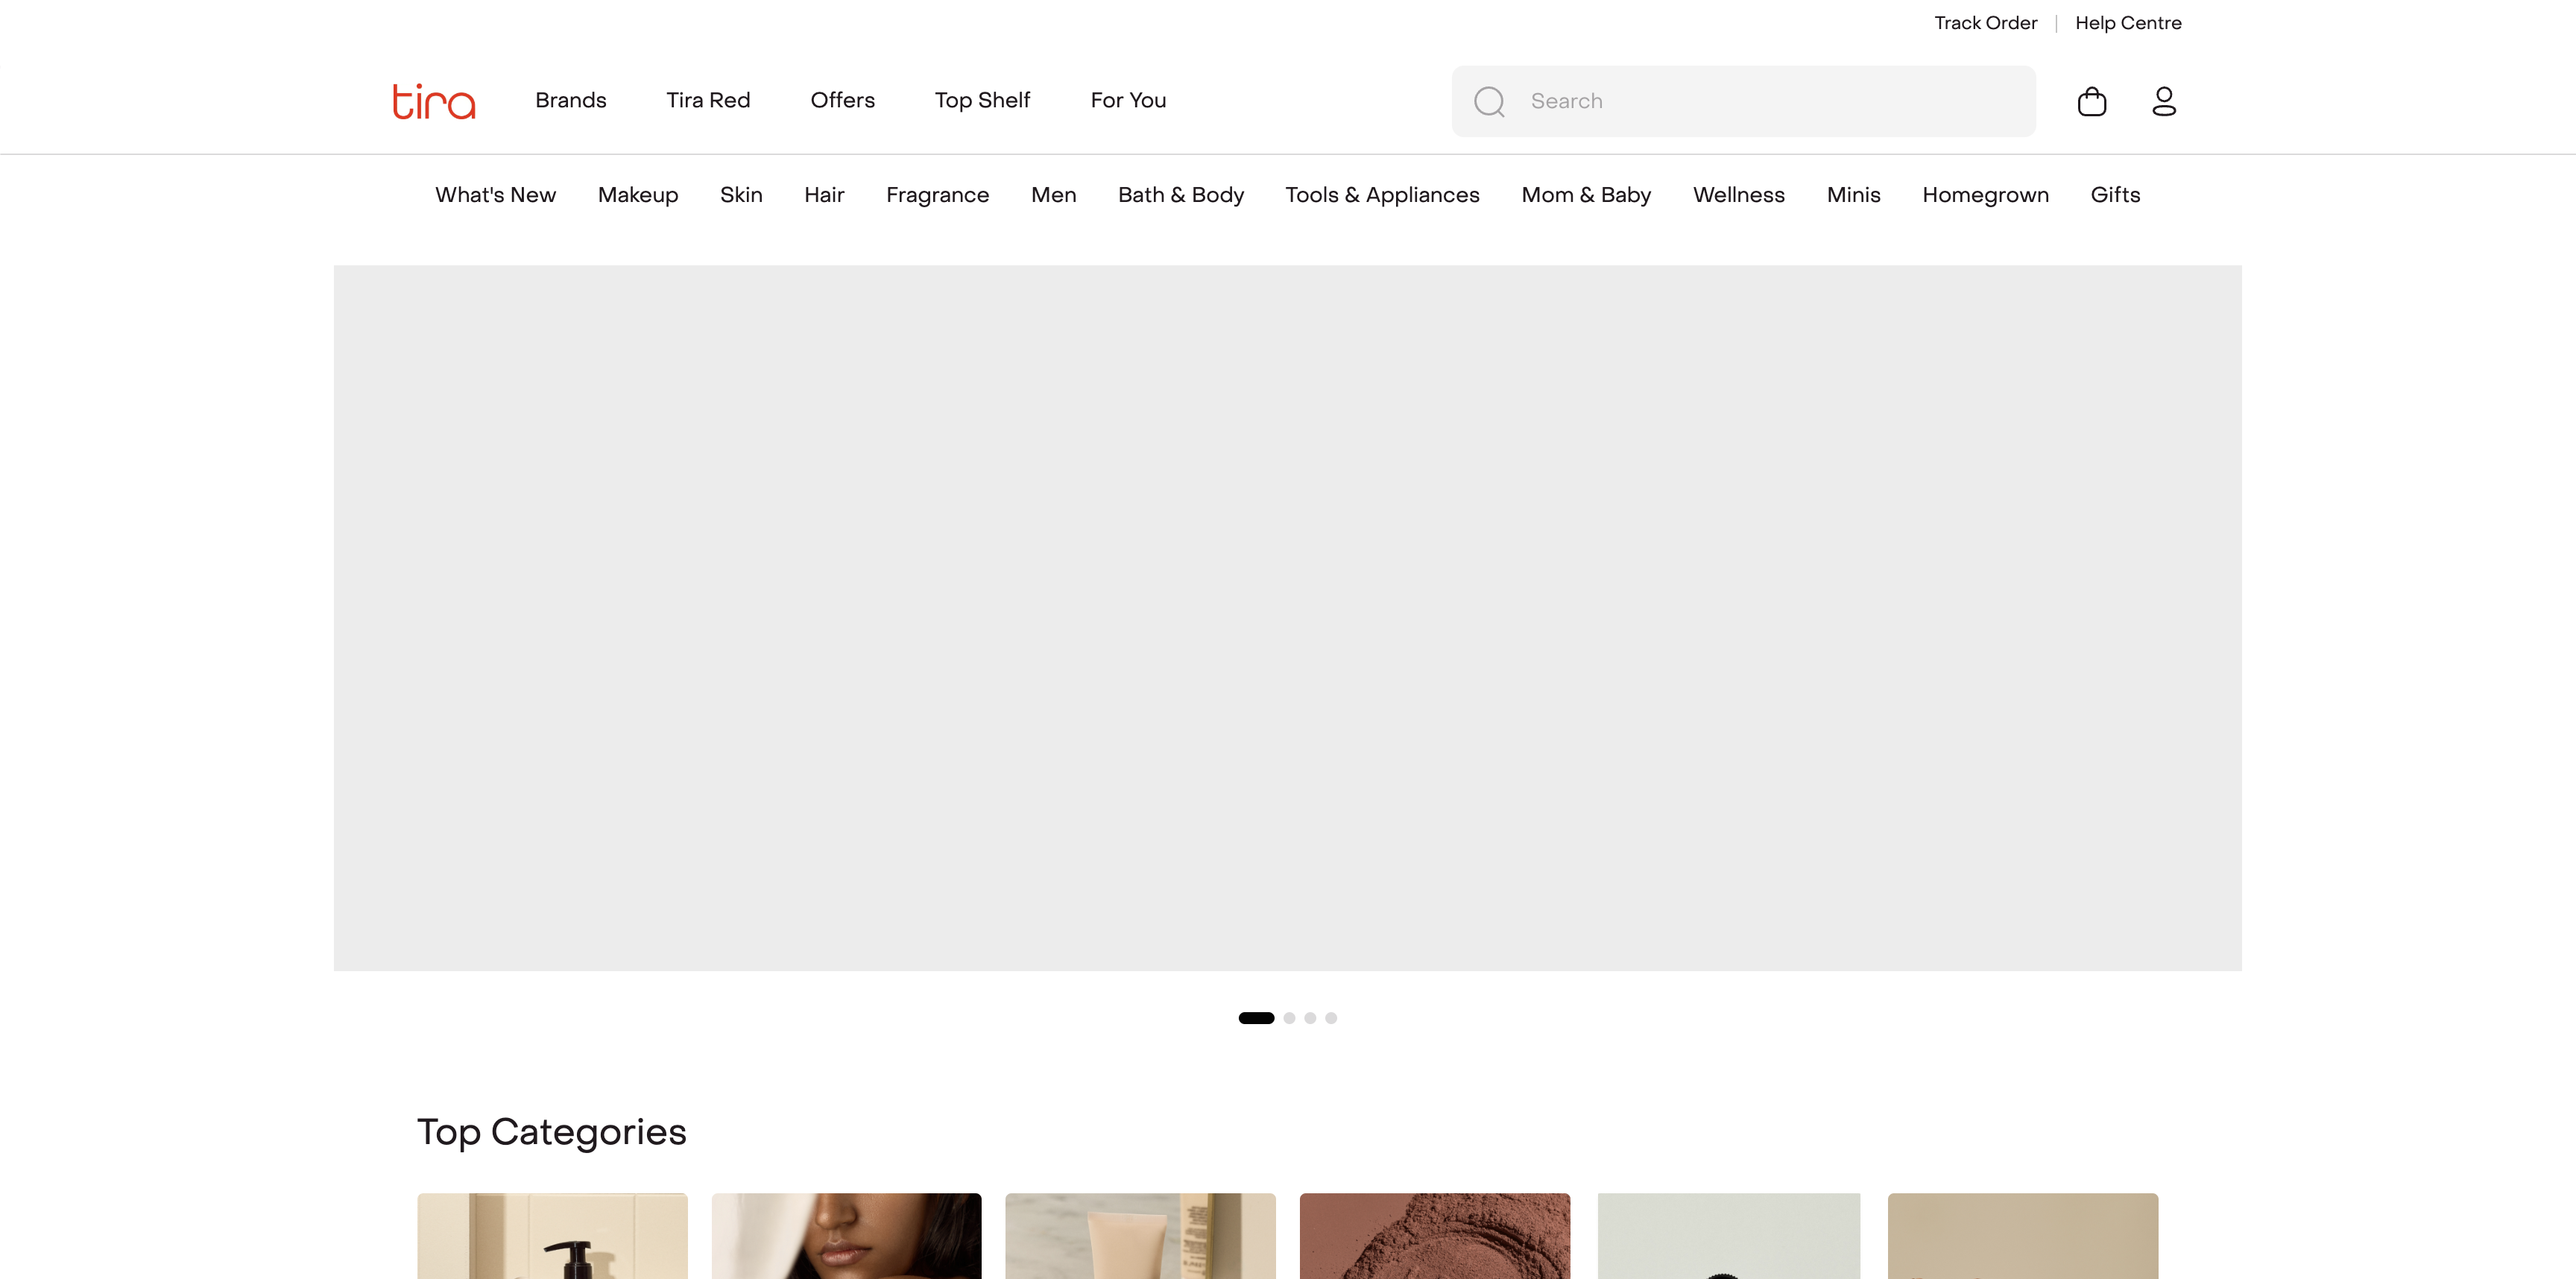 Track Order | Help Centre
tira Brands Tira Red Offers Top Shelf For You Search
What's New Makeup Skin Hair Fragrance Men Bath & Body Tools & Appliances Mom & Baby Wellness Minis Homegrown Gifts
Top Categories